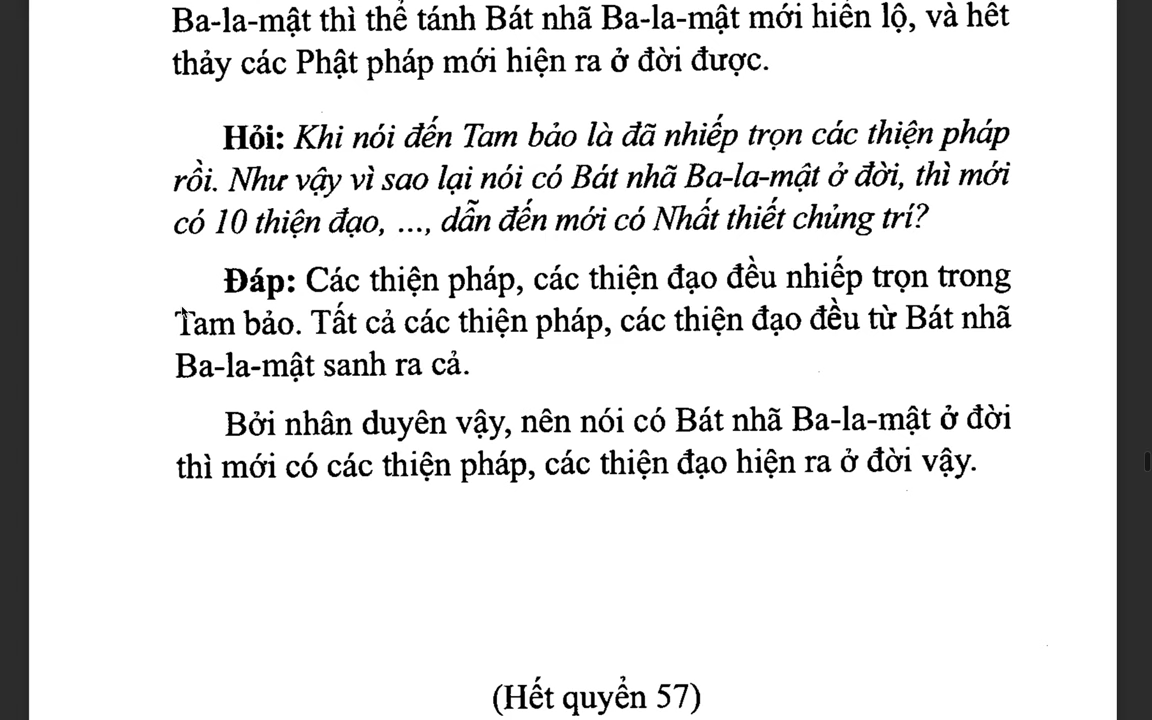 Ba-la-mật thì thể tánh Bát nhã Ba-la-mật mới hiển lộ, và hết
thảy các Phật pháp mới hiện ra ở đời được.
Hỏi: Khi nói đến Tam bảo là đã nhiếp trọn các thiện pháp
rồi. Như vậy vì sao lại nói có Bát nhã Ba-la-mật ở đời, thì mới
có 10 thiện đạo, ..., dẫn đến mới có Nhất thiết chủng trí?
Đáp: Các thiện pháp, các thiện đạo đều nhiếp trọn trong
Tam bảo. Tất cả các thiện pháp, các thiện đạo đều từ Bát nhã
Ba-la-mật sanh ra cả.
Bởi nhân duyên vậy, nên nói có Bát nhã Ba-la-mật ở đời
thì mới có các thiện pháp, các thiện đạo hiện ra ở đời vậy.
(Hết quyển 57)